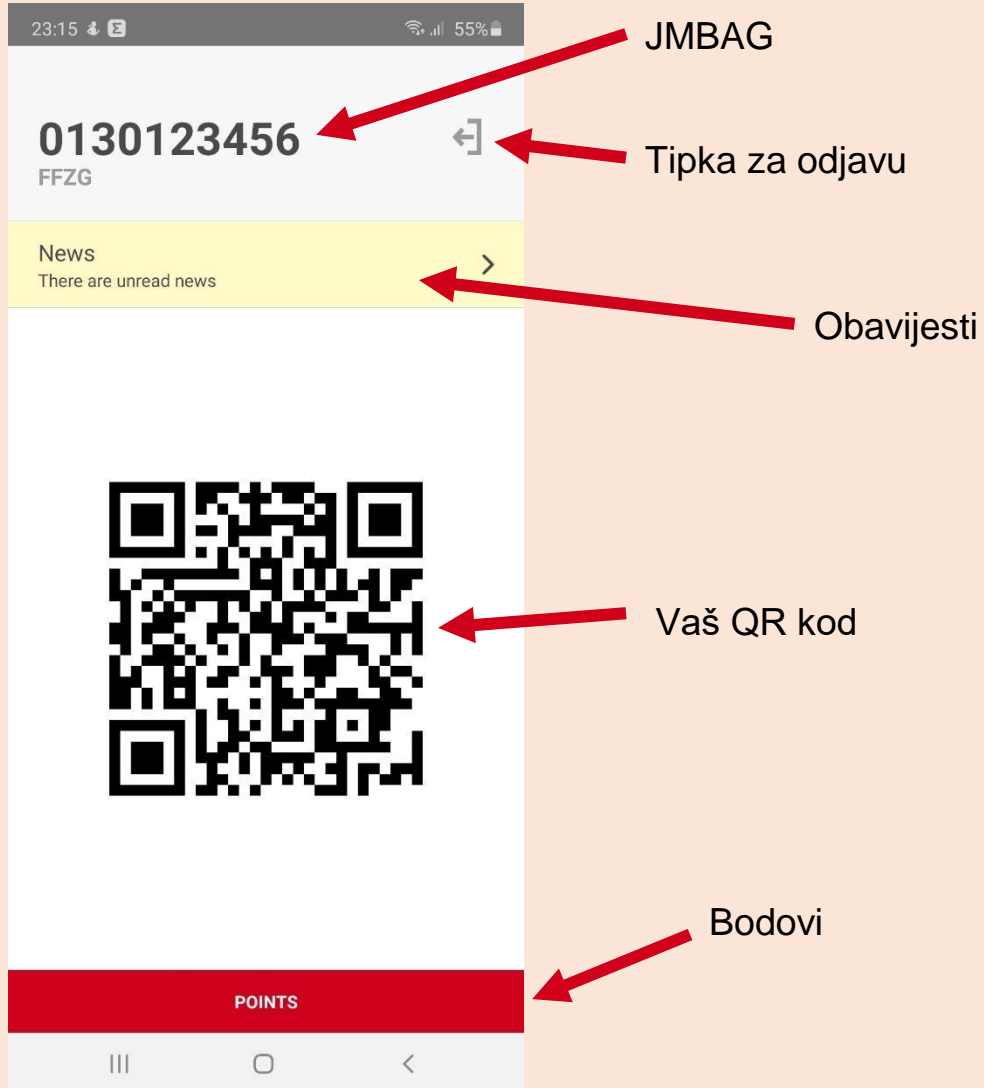 23:15 55%
JMBAG
0130123456
FFZG
Tipka za odjavu
News
There are unread news
Obavijesti
Vaš QR kod
Bodovi
POINTS